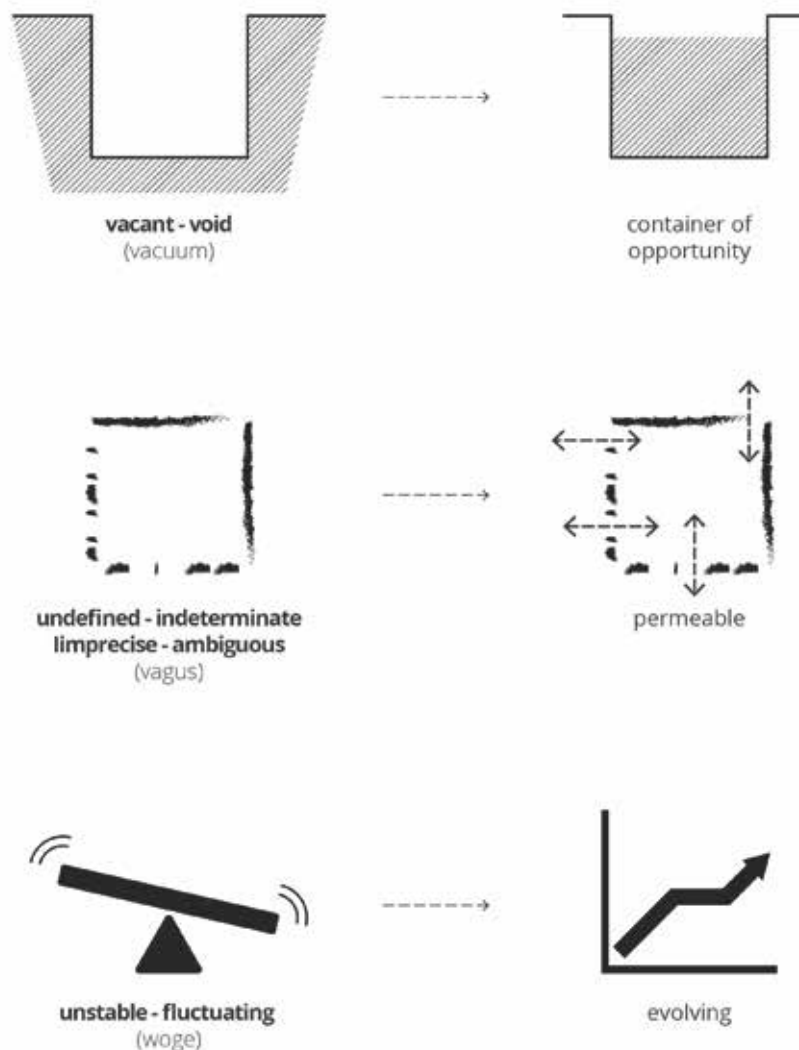 vacant - void
(vacuum)
container of
opportunity
undefined - indeterminate
limprecise - ambiguous
(vagus)
permeable
unstable - fluctuating
(woge)
evolving